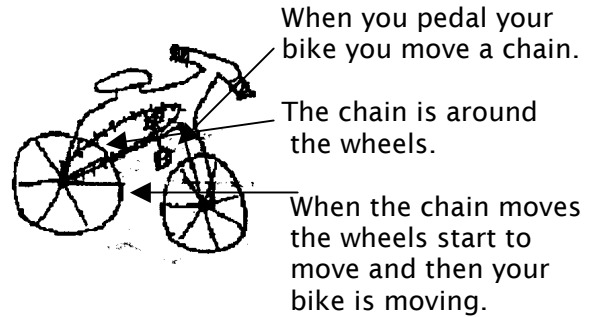 When you pedal your
bike you move a chain.
The chain is around
the wheels.
When the chain moves
the wheels start to
move and then your
bike is moving.